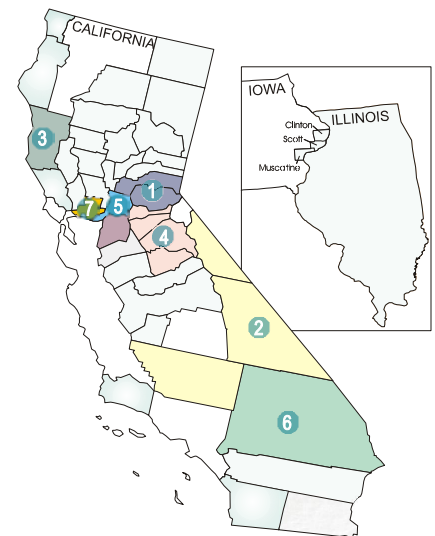 CALIFORNIA
IOWA
ILLINOIS
Clinton
Scott
Muscatine
3
1
7
5
4
2
6